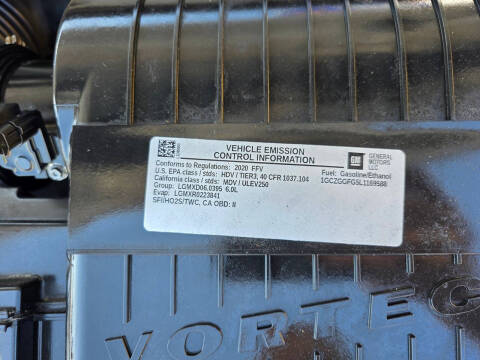 VEHICLE EMISSION
CONTROL INFORMATION
GM
GENERAL
MOTORS
LLC
Conforms to Regulations: 2020 FFV
Fuel: Gasoline/Ethanol
U.S. EPA class / stds: HDV / TIER3, 40 CFR 1037.104
1GCZGGFG5L1169588
California class / stds: MDV / ULEV250
Group: LGMXD06.0395 6.0L
Evap: LGMXR0223841
SFI/HO2S/TWC, CA OBD: II
VORTEC